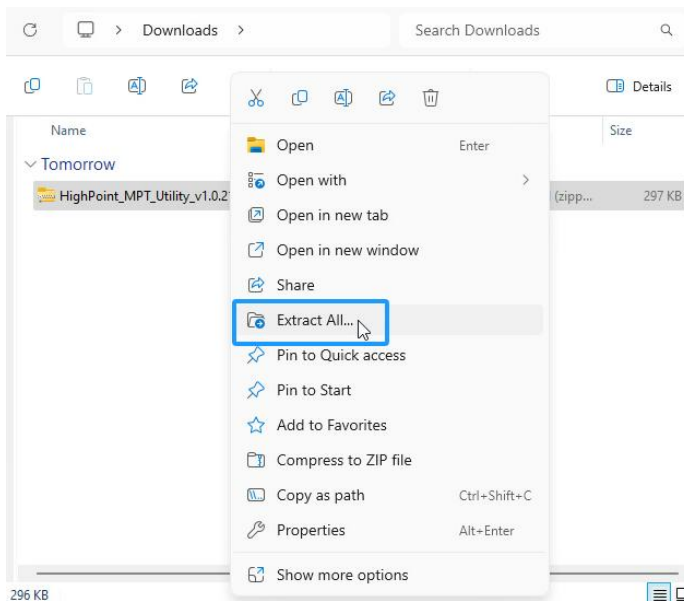 Downloads
Search Downloads
Details
Name
Size
Tomorrow
HighPoint_MPT_Utility_v1.0.2
(zipp...
297 KB
Open Enter
Open with
Open in new tab
Open in new window
Share
Extract All...
Pin to Quick access
Pin to Start
Add to Favorites
Compress to ZIP file
Copy as path Ctrl+Shift+C
Properties Alt+Enter
Show more options
296 KB